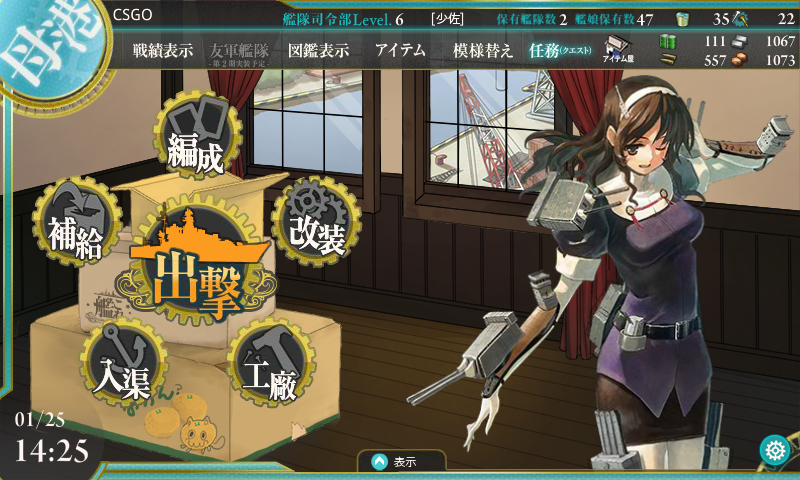 母港
CSGO
艦隊司令部Level. 6 [少佐] 保有艦隊数 2 艦娘保有数 47 35 22
戦績表示 友軍艦隊 図鑑表示 アイテム 模様替え 任務(クエスト) アイテム屋
-第2期実装予定-
111 1067
557 1073
編成
補給
改装
出撃
入渠
工廠
みかん
01/25
14:25
表示